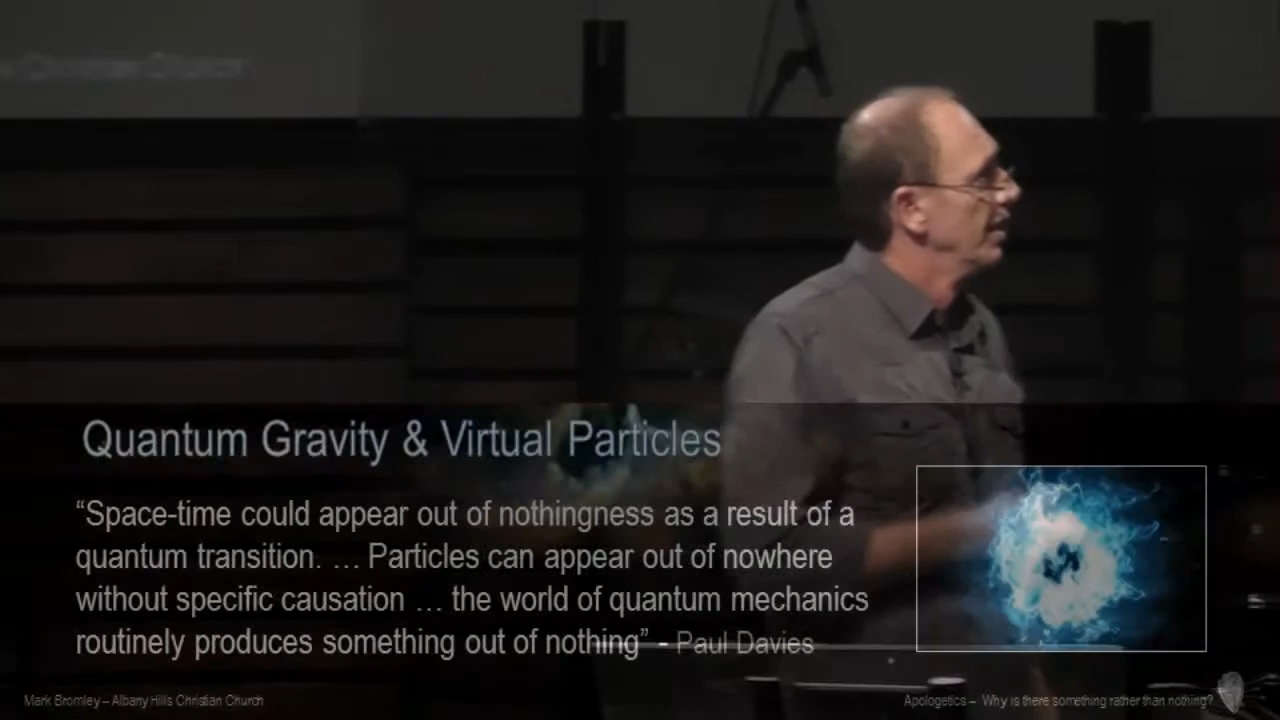 Christian Church
Quantum Gravity & Virtual Particles
“Space-time could appear out of nothingness as a result of a
quantum transition. … Particles can appear out of nowhere
without specific causation … the world of quantum mechanics
routinely produces something out of nothing” - Paul Davies
Mark Bromley – Albany Hills Christian Church
Apologetics – Why is there something rather than nothing?